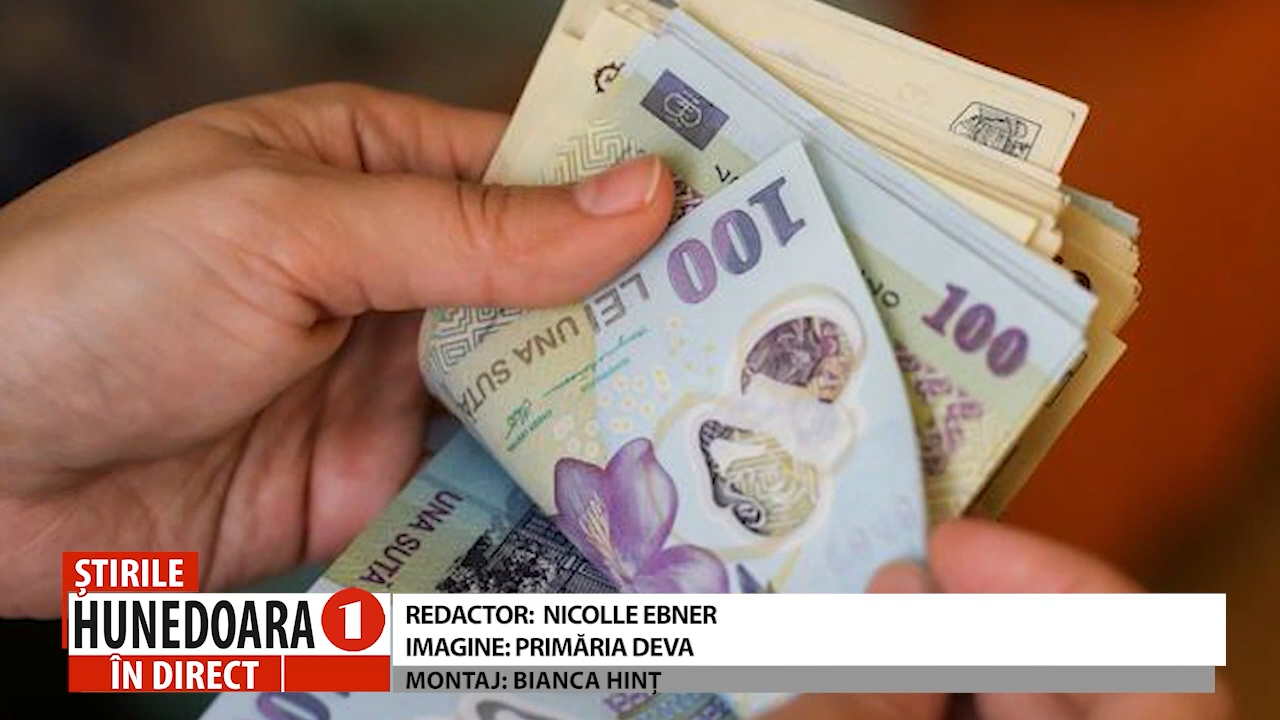 100
LEI UNA SUTĂ
100
UNA SUTĂ
100
ȘTIRILE
HUNEDOARA 1
ÎN DIRECT
REDACTOR: NICOLLE EBNER
IMAGINE: PRIMĂRIA DEVA
MONTAJ: BIANCA HINȚ